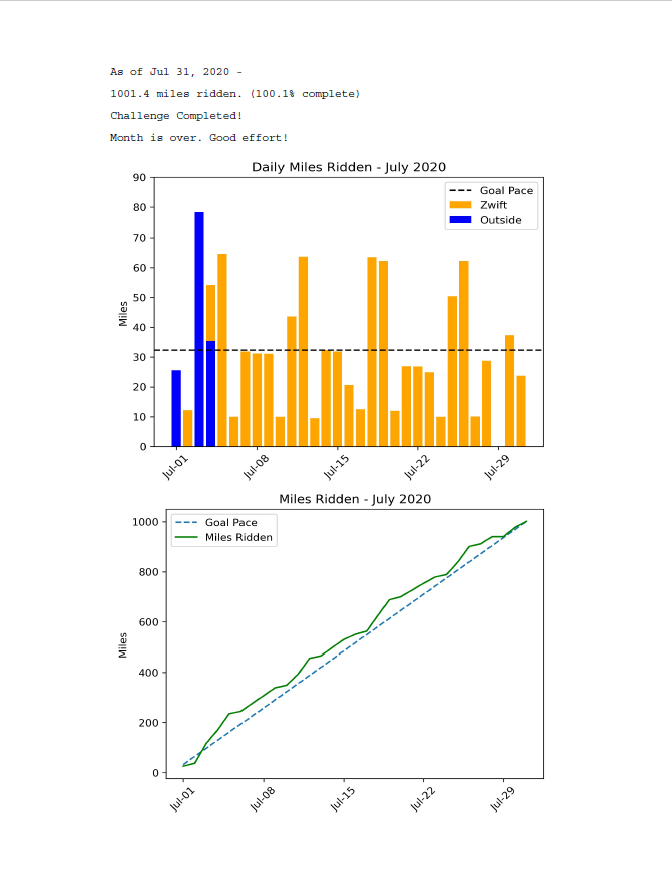 As of Jul 31, 2020 -
1001.4 miles ridden. (100.1% complete)
Challenge Completed!
Month is over. Good effort!
Daily Miles Ridden - July 2020
90
80
70
60
50
40
30
20
10
0
Miles
Goal Pace
Zwift
Outside
Jul-01
Jul-08
Jul-15
Jul-22
Jul-29
Miles Ridden - July 2020
1000
800
600
400
200
0
Miles
Goal Pace
Miles Ridden
Jul-01
Jul-08
Jul-15
Jul-22
Jul-29